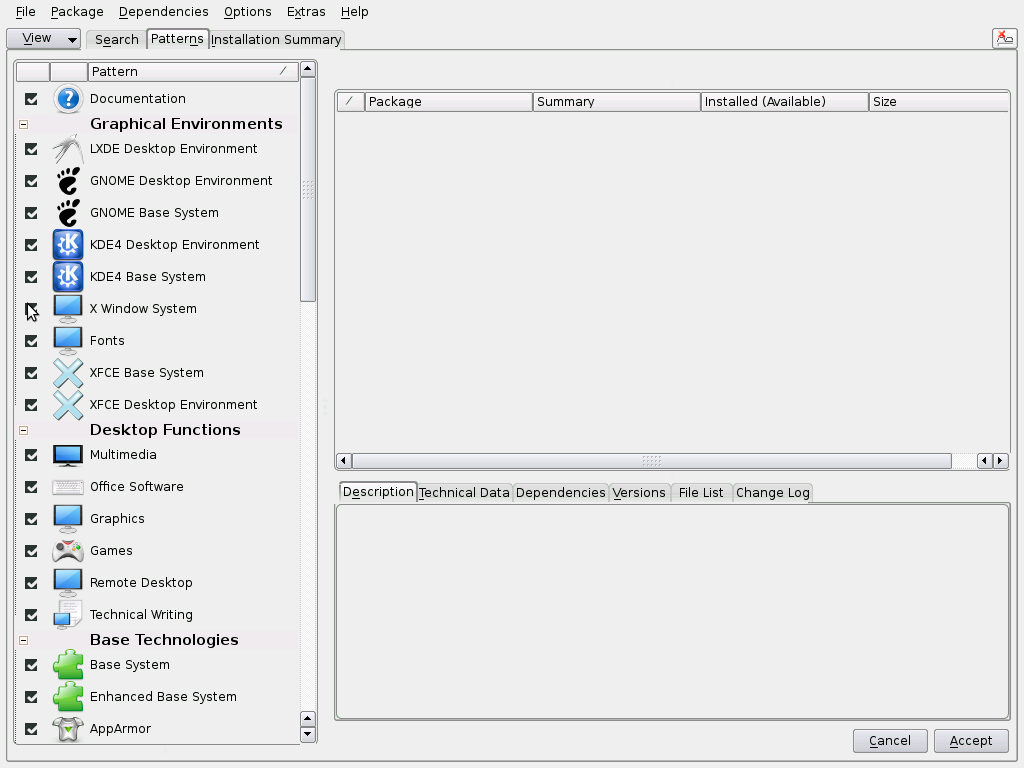 File Package Dependencies Options Extras Help
View Search Patterns Installation Summary
Pattern
Documentation
Graphical Environments
LXDE Desktop Environment
GNOME Desktop Environment
GNOME Base System
KDE4 Desktop Environment
KDE4 Base System
X Window System
Fonts
XFCE Base System
XFCE Desktop Environment
Desktop Functions
Multimedia
Office Software
Graphics
Games
Remote Desktop
Technical Writing
Base Technologies
Base System
Enhanced Base System
AppArmor
Package Summary Installed (Available) Size
Description Technical Data Dependencies Versions File List Change Log
Cancel Accept